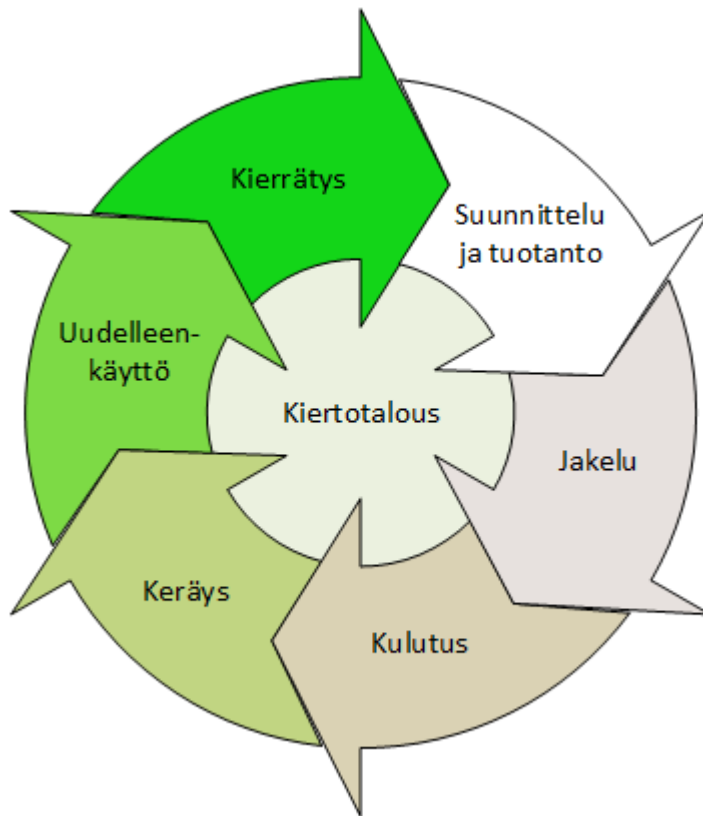 Kierrätys
Suunnittelu
ja tuotanto
Uudelleen-
käyttö
Kiertotalous
Jakelu
Keräys
Kulutus